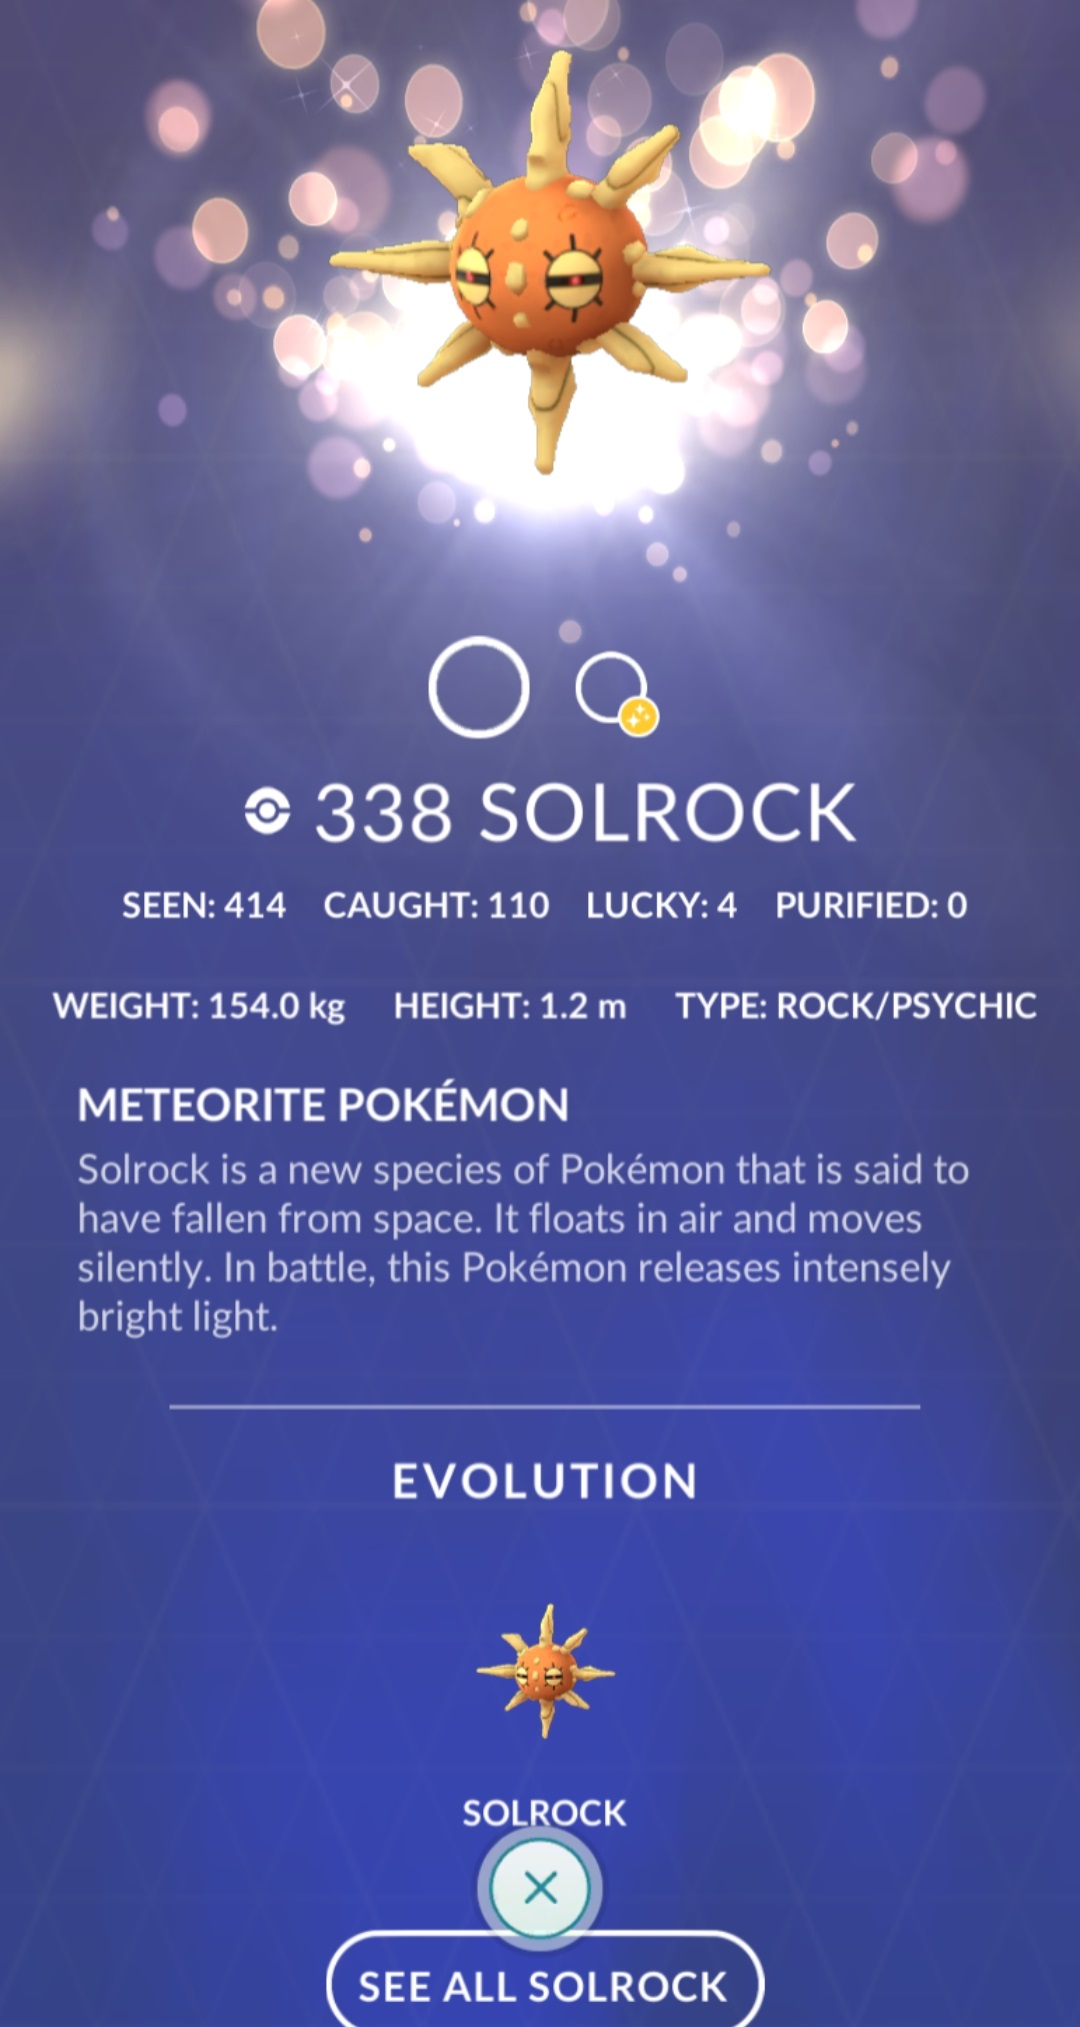 338 SOLROCK
SEEN: 414 CAUGHT: 110 LUCKY: 4 PURIFIED: 0
WEIGHT: 154.0 kg HEIGHT: 1.2 m TYPE: ROCK/PSYCHIC
METEORITE POKÉMON
Solrock is a new species of Pokémon that is said to
have fallen from space. It floats in air and moves
silently. In battle, this Pokémon releases intensely
bright light.
EVOLUTION
SOLROCK
SEE ALL SOLROCK